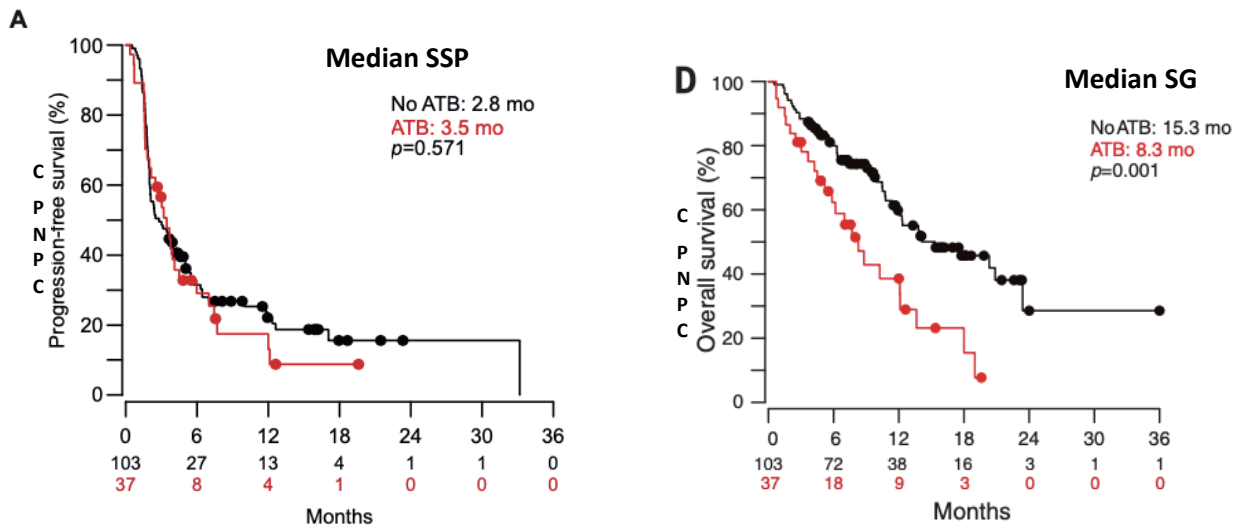 A
Median SSP
No ATB: 2.8 mo
ATB: 3.5 mo
p=0.571
100
80
60
40
20
0
C
P
N
P
C
Progression-free survial (%)
0 6 12 18 24 30 36
103 27 13 4 1 1 0
37 8 4 1 0 0 0
Months
D
Median SG
No ATB: 15.3 mo
ATB: 8.3 mo
p=0.001
100
80
60
40
20
0
C
P
N
P
C
Overall survival (%)
0 6 12 18 24 30 36
103 72 38 16 3 1 1
37 18 9 3 0 0 0
Months